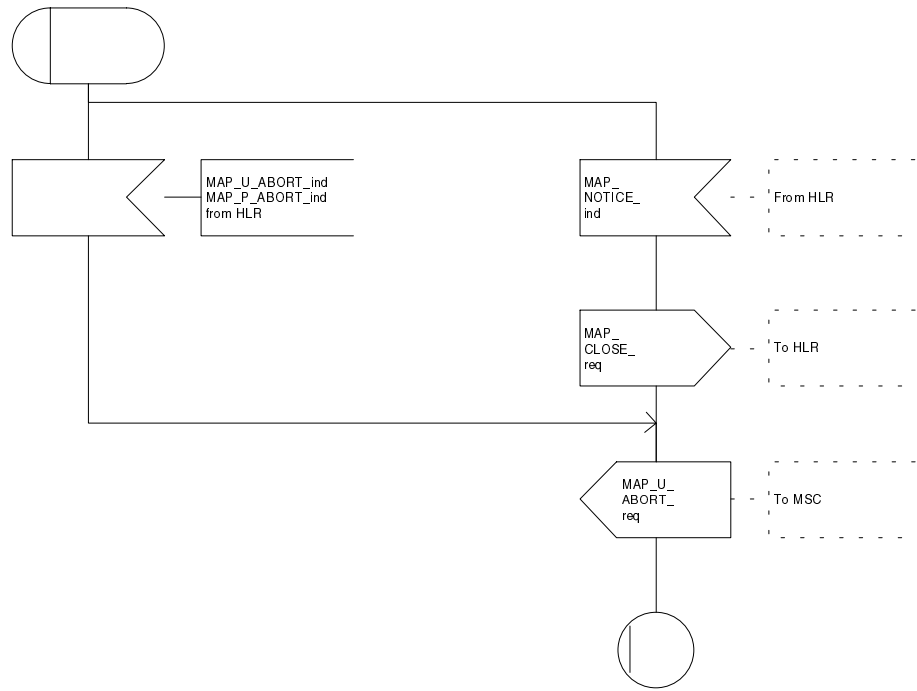 MAP_U_ABORT_ind
MAP_P_ABORT_ind
from HLR
MAP_
NOTICE_
ind
From HLR
MAP_
CLOSE_
req
To HLR
MAP_U_
ABORT_
req
To MSC